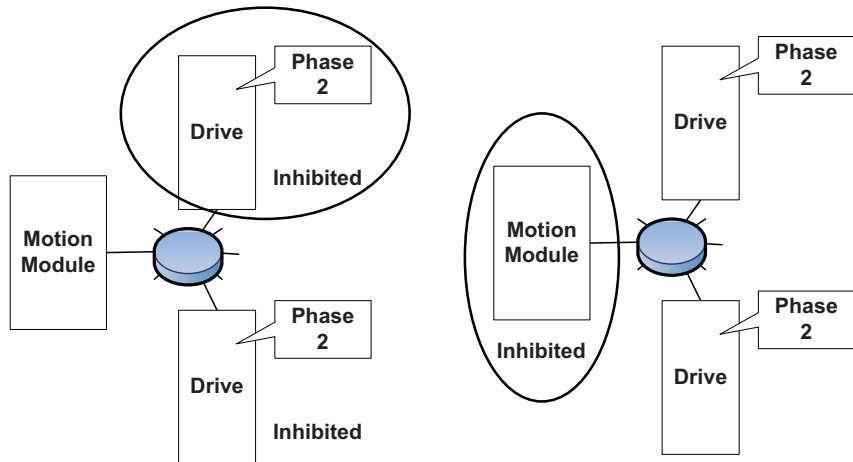 Phase
2
Drive
Inhibited
Motion
Module
Phase
2
Drive
Inhibited
Phase
2
Drive
Motion
Module
Inhibited
Phase
2
Drive